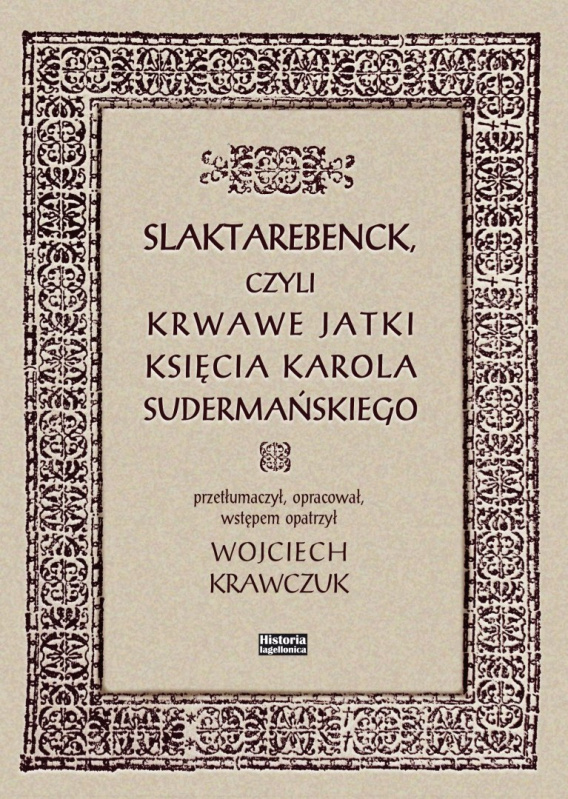 SLAKTAREBENCK,
CZYLI
KRWAWE JATKI
KSIĘCIA KAROLA
SUDERMAŃSKIEGO
przetłumaczył, opracował,
wstępem opatrzył
WOJCIECH
KRAWCZUK
Historia
Iagellonica